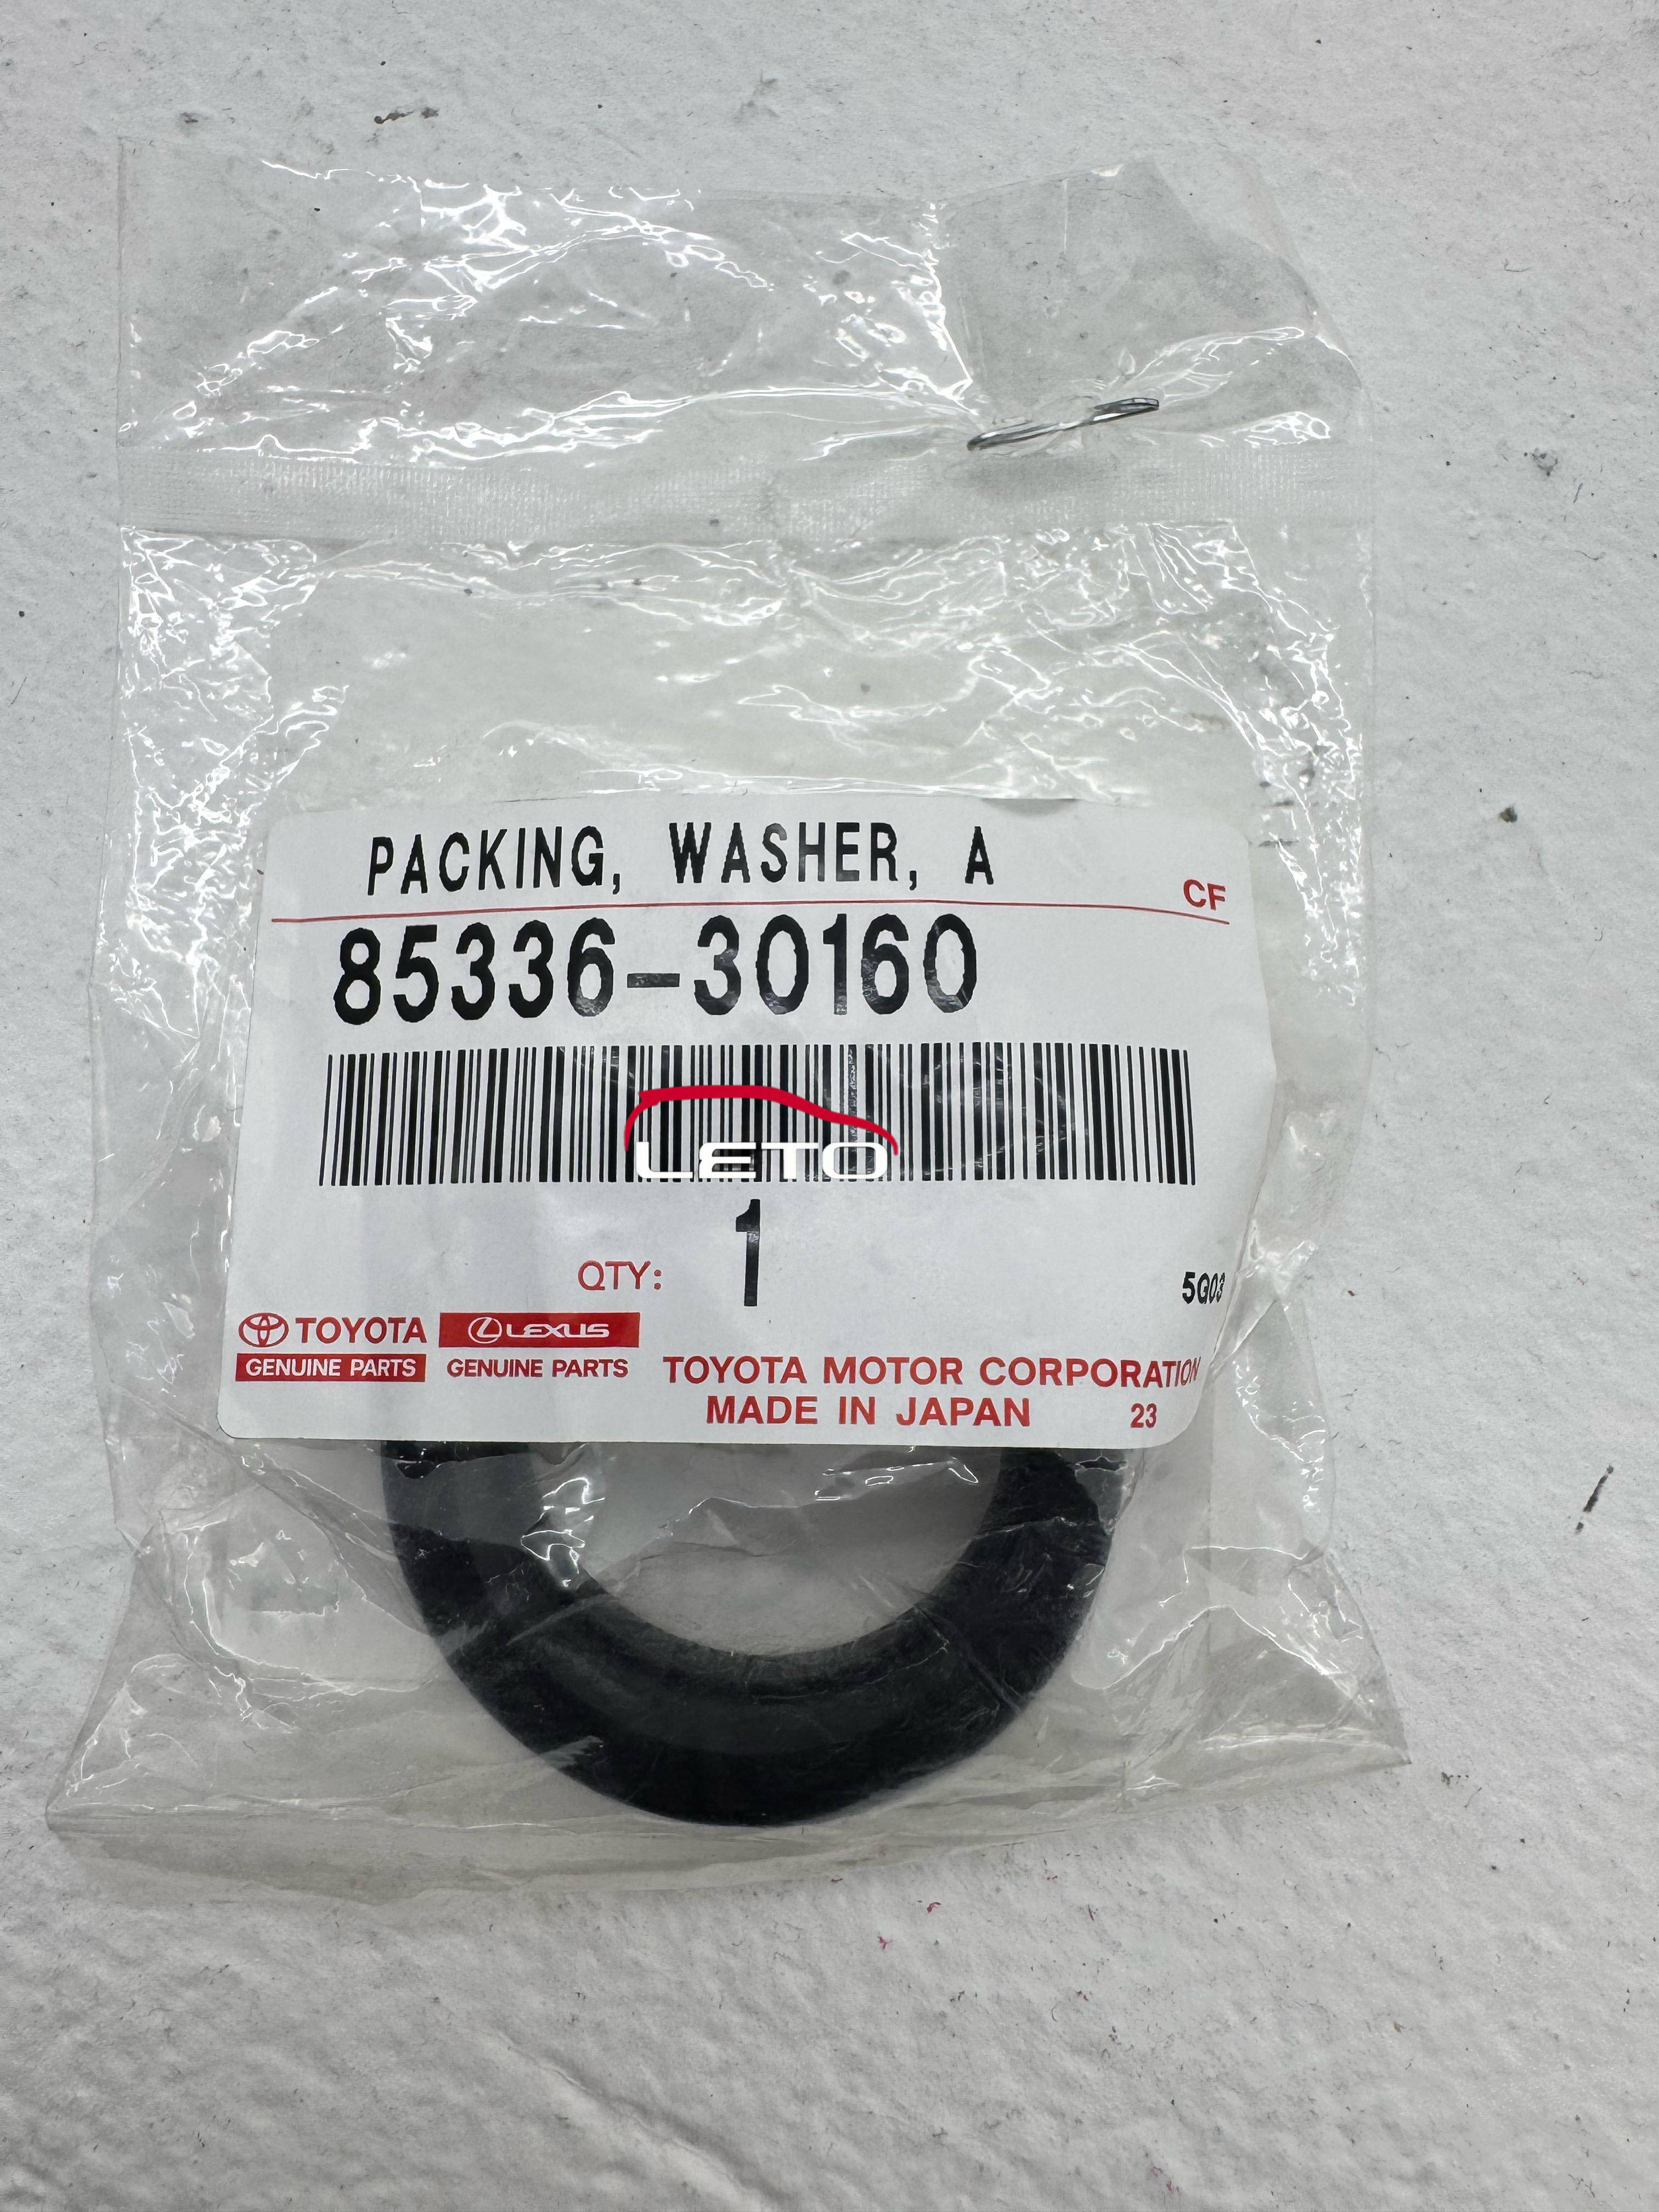 PACKING, WASHER, A
CF
85336-30160
LETO
QTY: 1
5G03
TOYOTA LEXUS
GENUINE PARTS GENUINE PARTS
TOYOTA MOTOR CORPORATION
MADE IN JAPAN 23